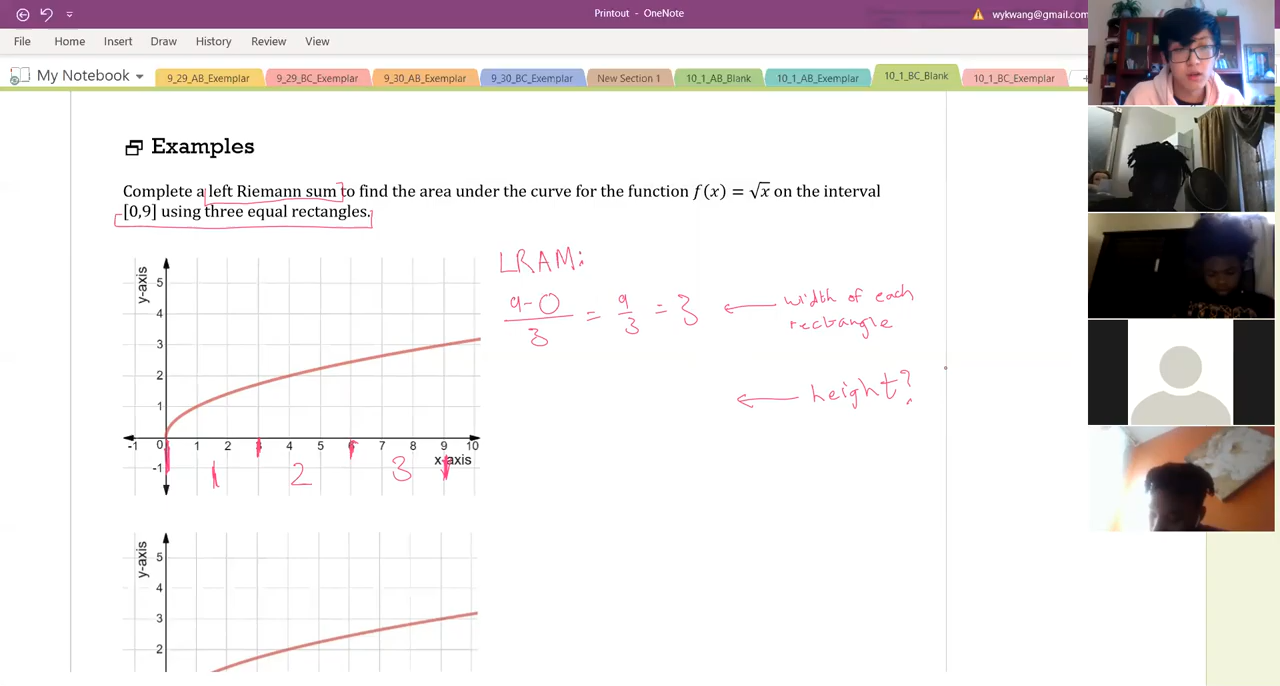 Printout - OneNote
wykwang@gmail.com
File Home Insert Draw History Review View
My Notebook 9_29_AB_Exemplar 9_29_BC_Exemplar 9_30_AB_Exemplar 9_30_BC_Exemplar New Section 1 10_1_AB_Blank 10_1_AB_Exemplar 10_1_BC_Blank 10_1_BC_Exemplar +
Examples
Complete a left Riemann sum to find the area under the curve for the function f(x) = √x on the interval
[0,9] using three equal rectangles.
LRAM:
9-0/3 = 9/3 = 3 ← width of each
rectangle
← height?
y-axis
5
4
3
2
1
-1 0 1 2 4 5 7 8 9 10
x-axis
-1
1 2 3
y-axis
5
4
3
2